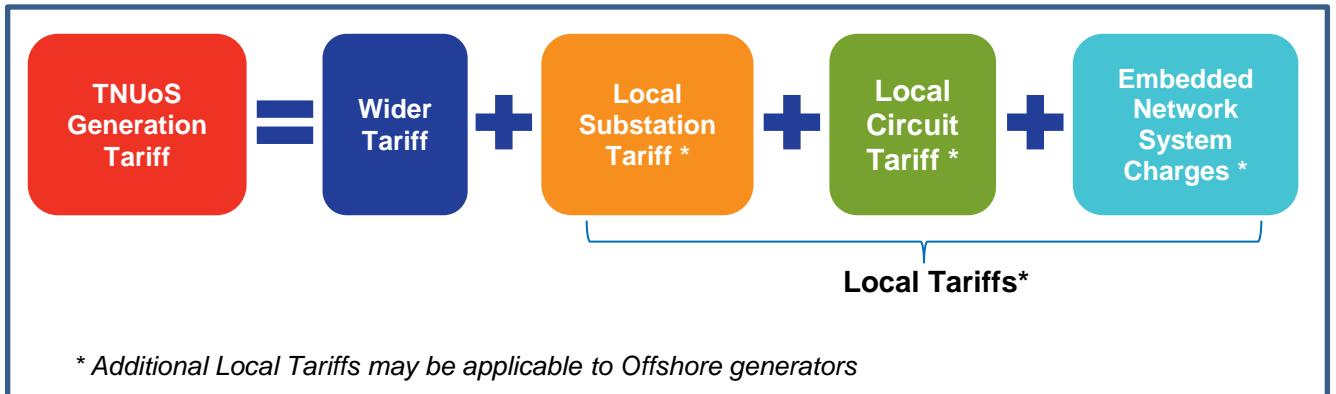 TNUoS
Generation
Tariff
Wider
Tariff
Local
Substation
Tariff *
Local
Circuit
Tariff *
Embedded
Network
System
Charges *
Local Tariffs*
* Additional Local Tariffs may be applicable to Offshore generators